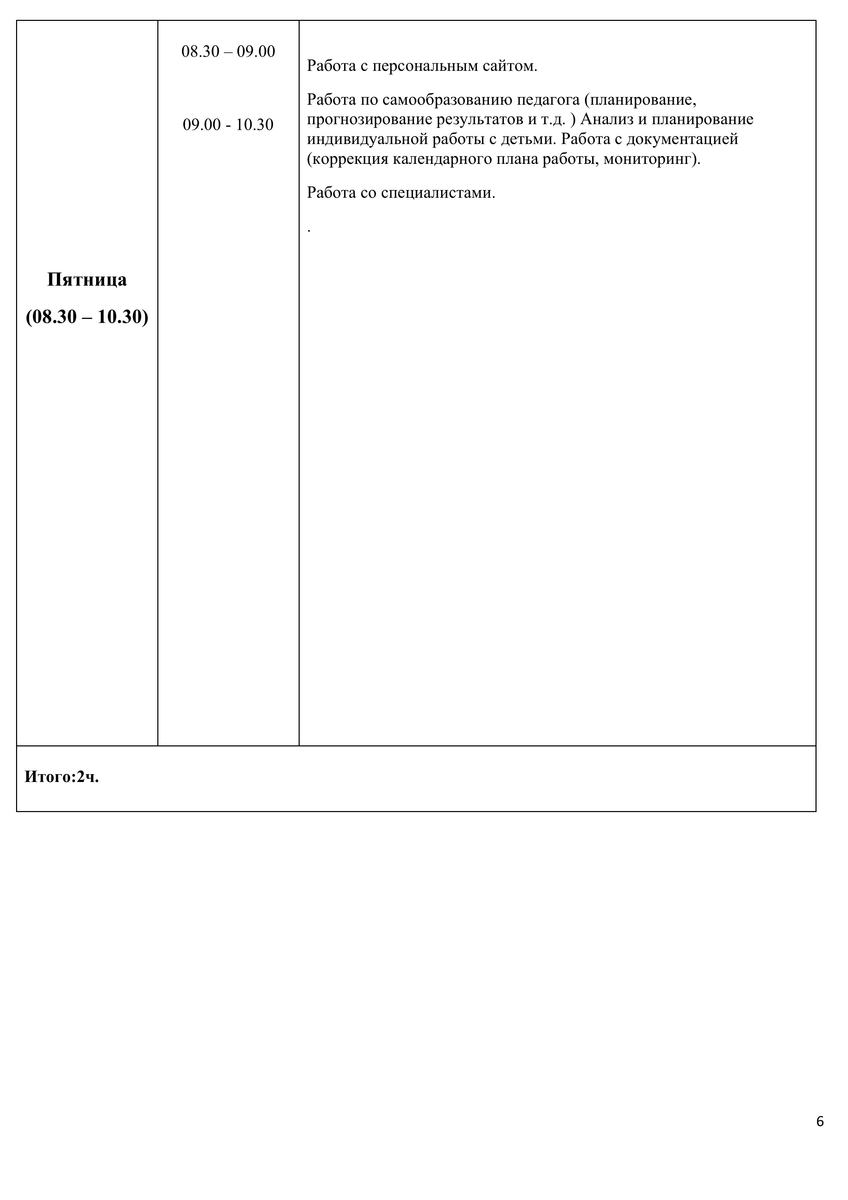 Пятница
(08.30 – 10.30)
08.30 – 09.00
09.00 - 10.30
Работа с персональным сайтом.
Работа по самообразованию педагога (планирование,
прогнозирование результатов и т.д. ) Анализ и планирование
индивидуальной работы с детьми. Работа с документацией
(коррекция календарного плана работы, мониторинг).
Работа со специалистами.
.
Итого:2ч.
6